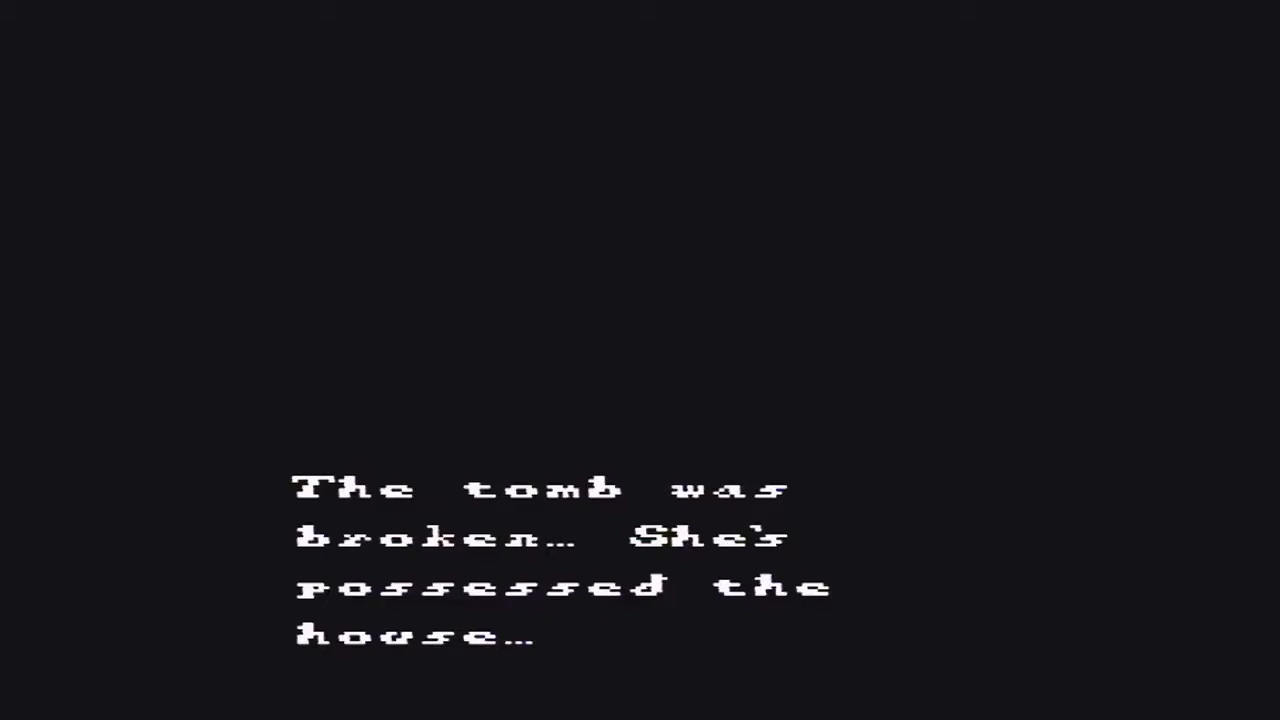 The tomb was
broken... She's
possessed the
house...